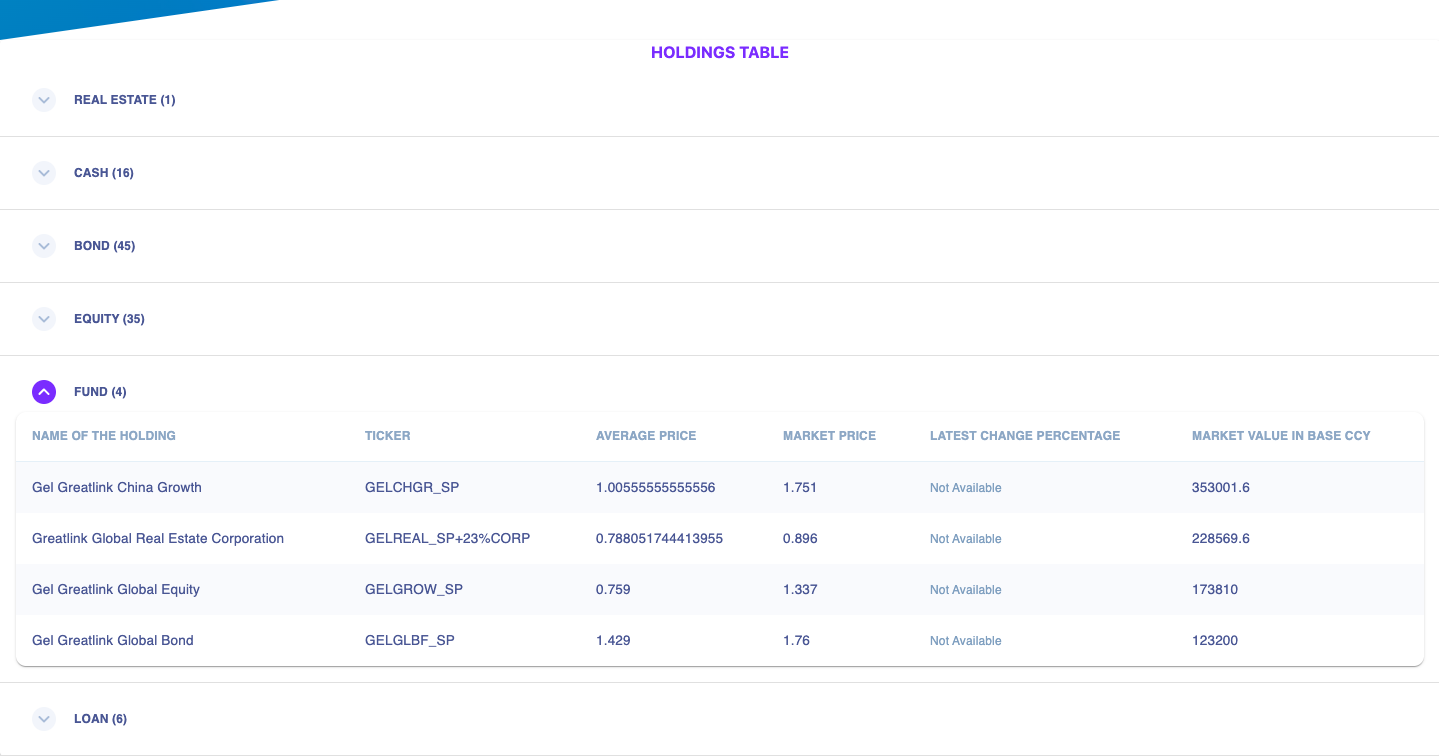 HOLDINGS TABLE
REAL ESTATE (1)
CASH (16)
BOND (45)
EQUITY (35)
FUND (4)
NAME OF THE HOLDING TICKER AVERAGE PRICE MARKET PRICE LATEST CHANGE PERCENTAGE MARKET VALUE IN BASE CCY
Gel Greatlink China Growth GELCHGR_SP 1.00555555555556 1.751 Not Available 353001.6
Greatlink Global Real Estate Corporation GELREAL_SP+23%CORP 0.788051744413955 0.896 Not Available 228569.6
Gel Greatlink Global Equity GELGROW_SP 0.759 1.337 Not Available 173810
Gel Greatlink Global Bond GELGLBF_SP 1.429 1.76 Not Available 123200
LOAN (6)